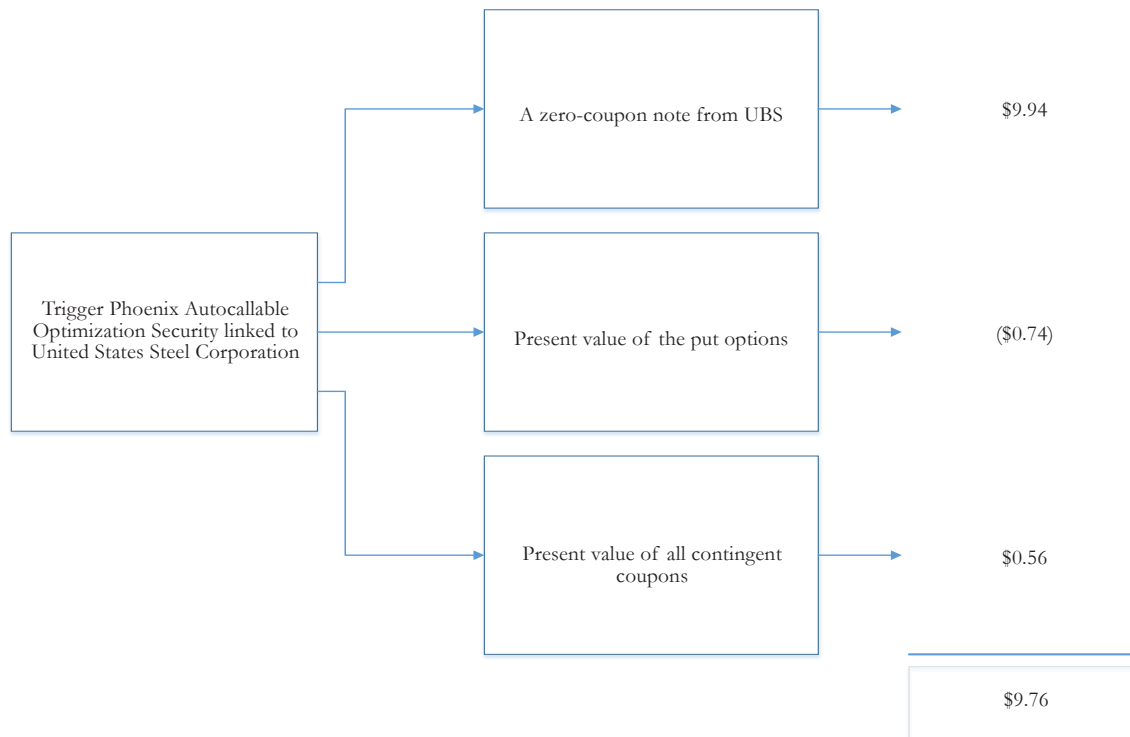 A zero-coupon note from UBS
$9.94
Trigger Phoenix Autocallable
Optimization Security linked to
United States Steel Corporation
Present value of the put options
($0.74)
Present value of all contingent
coupons
$0.56
$9.76